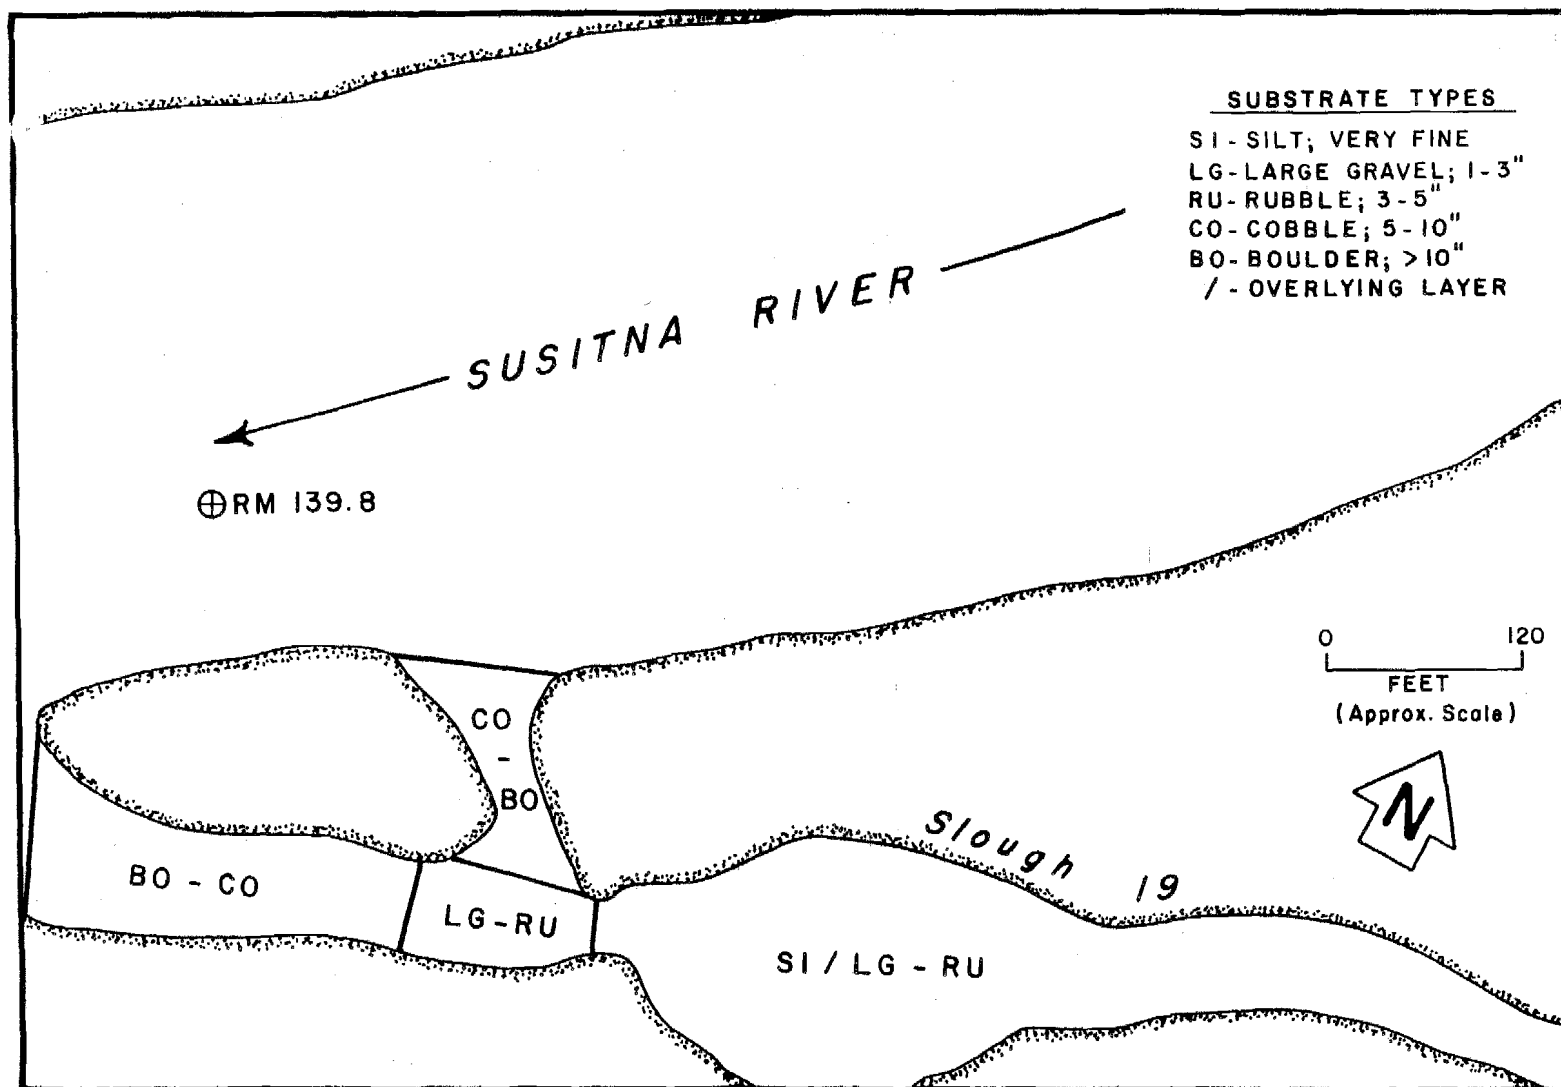 SUBSTRATE TYPES
SI - SILT; VERY FINE
LG - LARGE GRAVEL; 1-3"
RU - RUBBLE; 3-5"
CO - COBBLE; 5-10"
BO - BOULDER; >10"
/ - OVERLYING LAYER
SUSITNA RIVER
⊕RM 139.8
0 120
FEET
(Approx. Scale)
N
CO
-
BO
Slough 19
BO - CO
LG-RU
SI / LG - RU